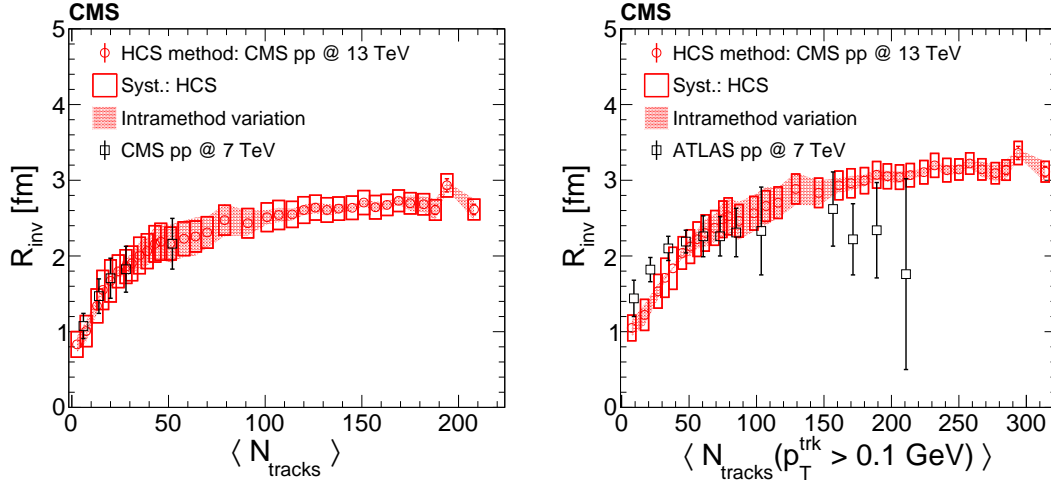 CMS
5
4
3
2
1
0
R_inv [fm]
HCS method: CMS pp @ 13 TeV
Syst.: HCS
Intramethod variation
CMS pp @ 7 TeV
0 50 100 150 200
⟨ N_tracks ⟩
CMS
5
4
3
2
1
0
R_inv [fm]
HCS method: CMS pp @ 13 TeV
Syst.: HCS
Intramethod variation
ATLAS pp @ 7 TeV
0 50 100 150 200 250 300
⟨ N_tracks (p_T^trk > 0.1 GeV) ⟩